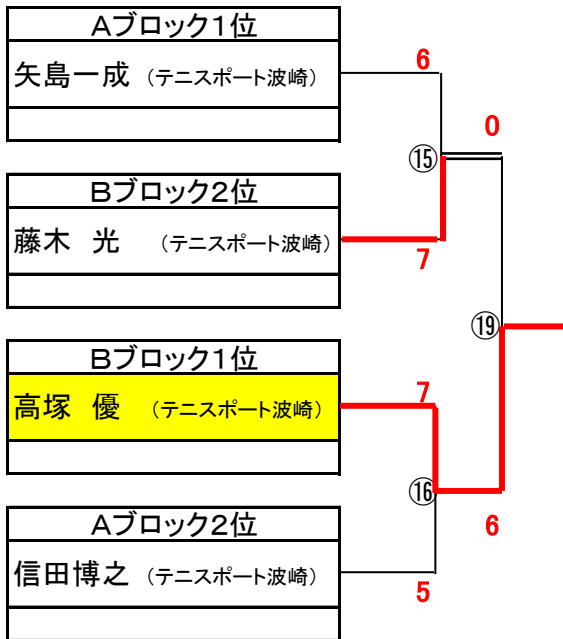 Aブロック1位
矢島一成 (テニスポート波崎)
6
0
⑮
Bブロック2位
藤木 光 (テニスポート波崎)
7
⑲
Bブロック1位
高塚 優 (テニスポート波崎)
7
⑯
6
Aブロック2位
信田博之 (テニスポート波崎)
5